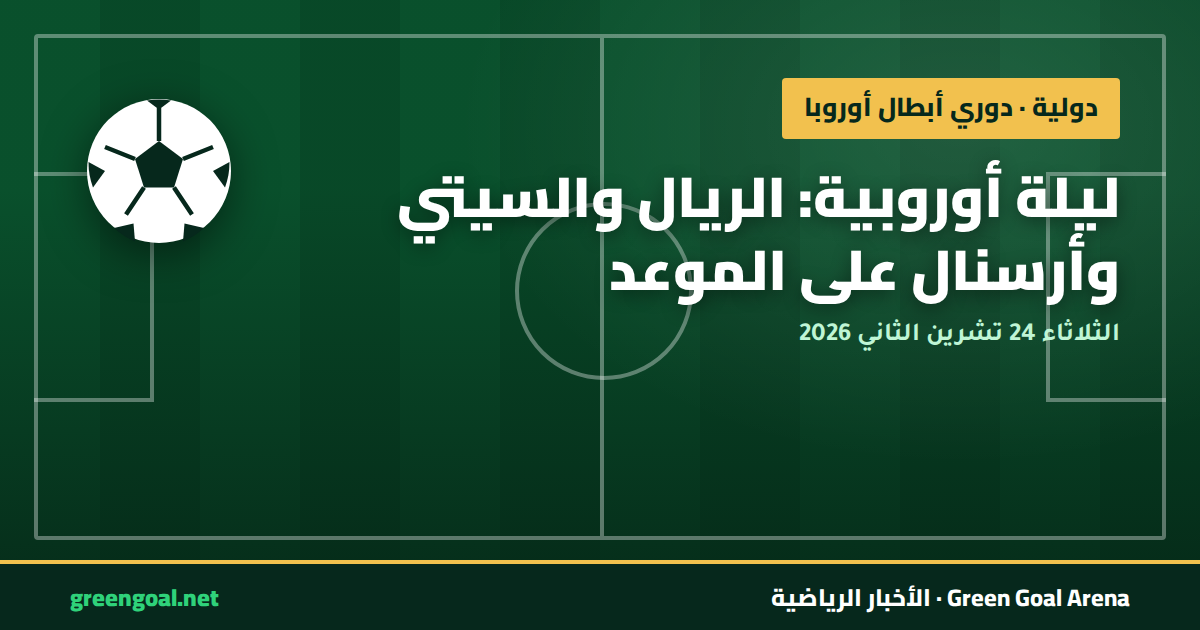 دولية · دوري أبطال أوروبا
ليلة أوروبية: الريال والسيتي
وأرسنال على الموعد
الثلاثاء 24 تشرين الثاني 2026
Green Goal Arena · الأخبار الرياضية
greengoal.net